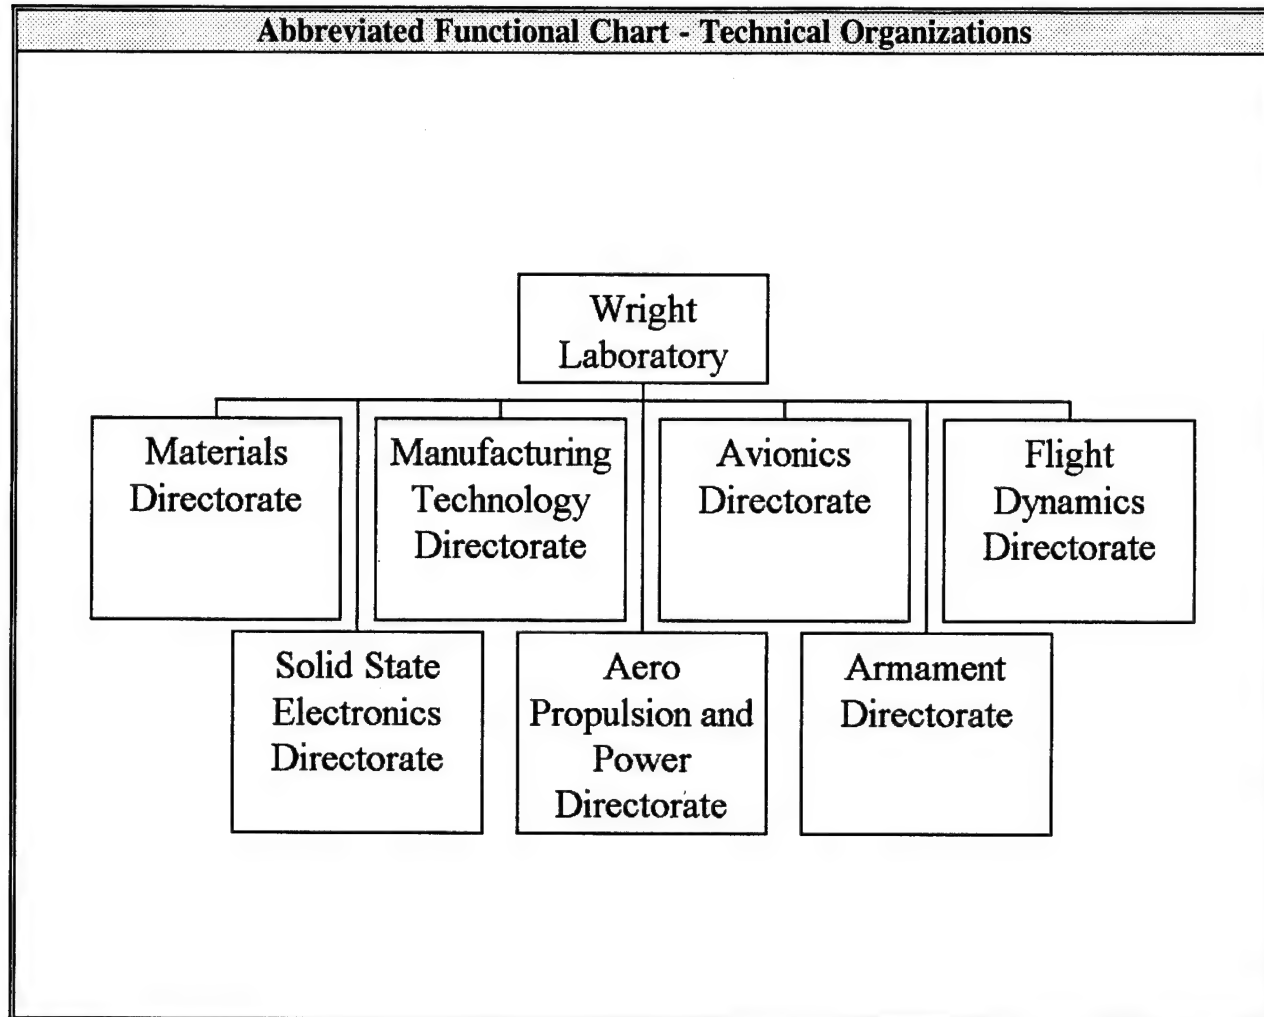 Abbreviated Functional Chart - Technical Organizations
Wright
Laboratory
Materials
Directorate
Manufacturing
Technology
Directorate
Avionics
Directorate
Flight
Dynamics
Directorate
Solid State
Electronics
Directorate
Aero
Propulsion and
Power
Directorate
Armament
Directorate